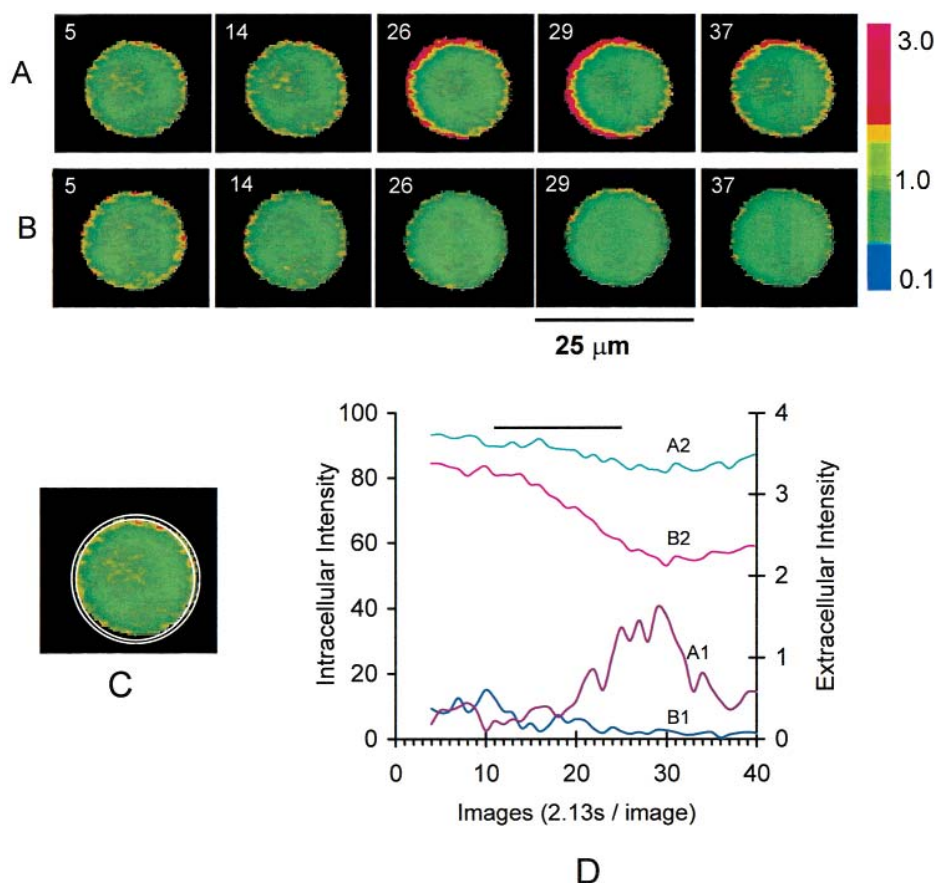 A
5 14 26 29 37
3.0
1.0
0.1
B
5 14 26 29 37
25 μm
C
Intracellular Intensity
100
80
60
40
20
0
A2
B2
A1
B1
4
3
2
1
0
Extracellular Intensity
0 10 20 30 40
Images (2.13s / image)
D